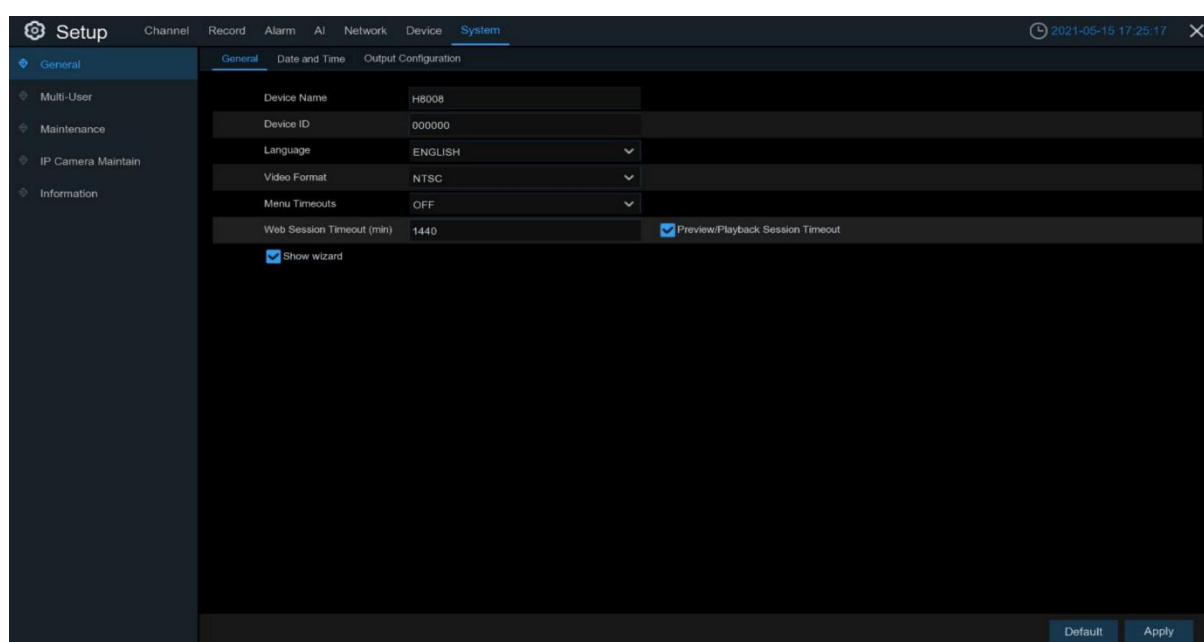 Setup Channel Record Alarm AI Network Device System 2021-05-15 17:25:17
General
Multi-User
Maintenance
IP Camera Maintain
Information
General Date and Time Output Configuration
Device Name H8008
Device ID 000000
Language ENGLISH
Video Format NTSC
Menu Timeouts OFF
Web Session Timeout (min) 1440 Preview/Playback Session Timeout
Show wizard
Default Apply